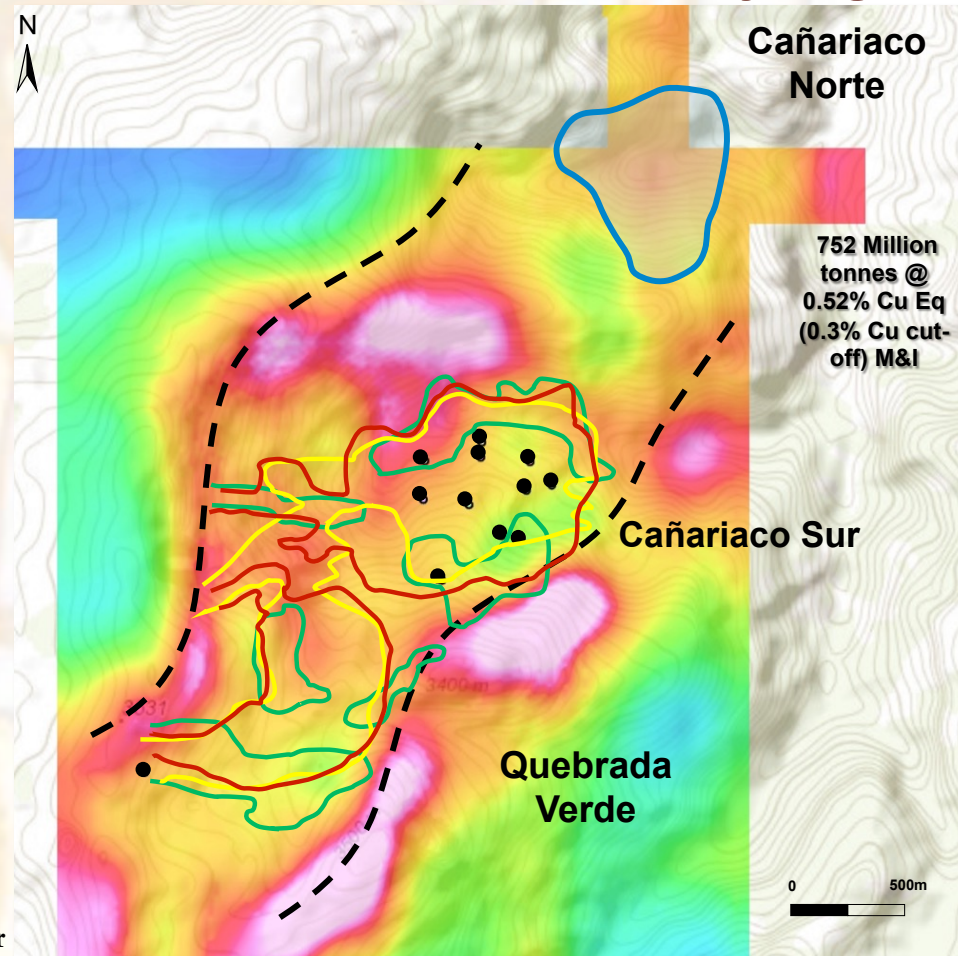 N
Cañariaco
Norte
752 Million
tonnes @
0.52% Cu Eq
(0.3% Cu cut-
off) M&I
Cañariaco Sur
3400 m
Quebrada
Verde
0 500m
r